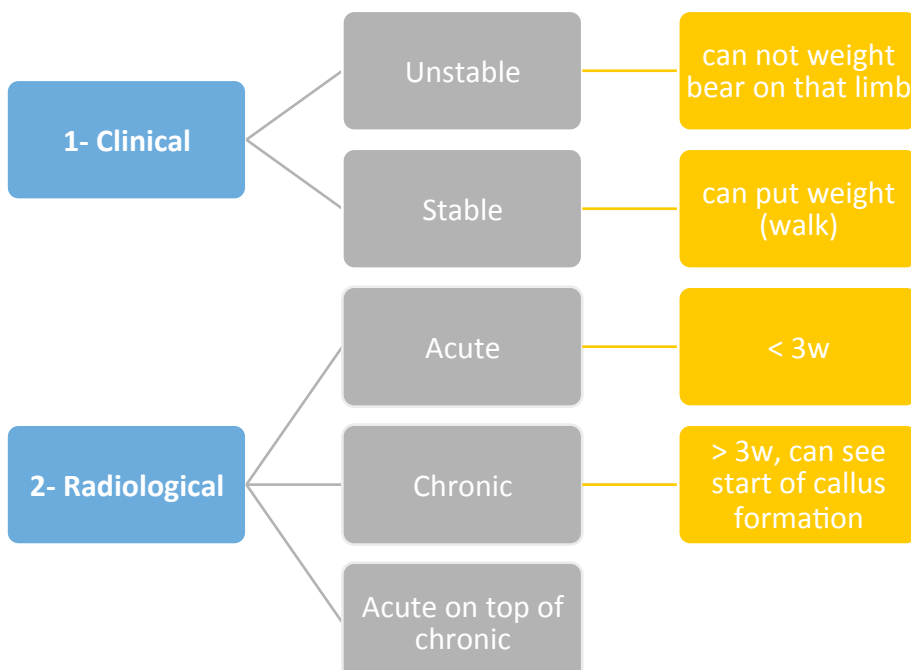 1- Clinical
Unstable
can not weight
bear on that limb
Stable
can put weight
(walk)
2- Radiological
Acute
< 3w
Chronic
> 3w, can see
start of callus
formation
Acute on top of
chronic